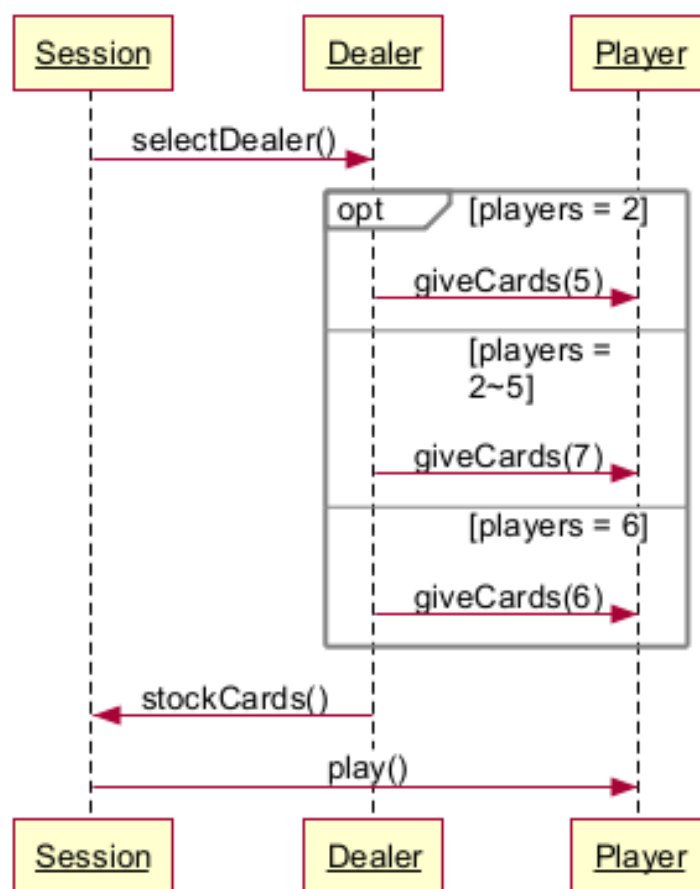 Session Dealer Player
selectDealer()
opt [players = 2]
giveCards(5)
[players =
2~5]
giveCards(7)
[players = 6]
giveCards(6)
stockCards()
play()
Session Dealer Player